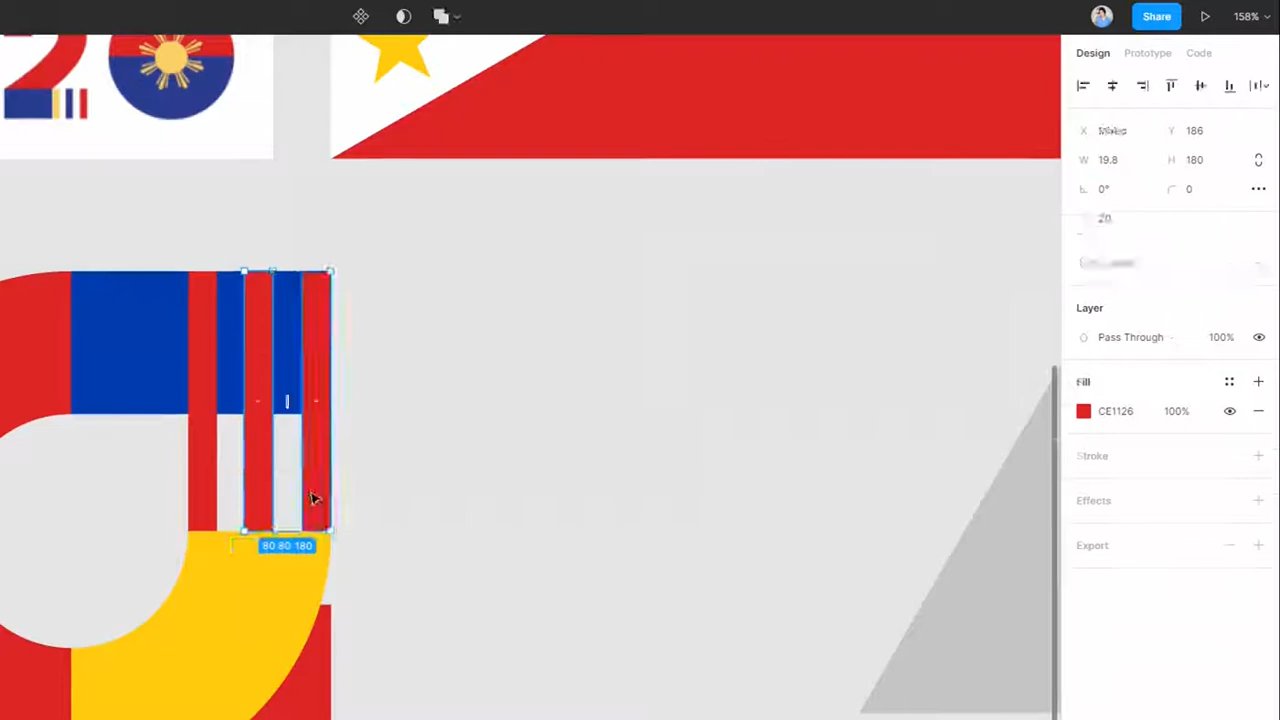 Share
158%
Design Prototype Code
X Mixed Y 186
W 19.8 H 180
0° 0
Layer
Pass Through 100%
Fill
CE1126 100%
Stroke
Effects
Export
80 80 180